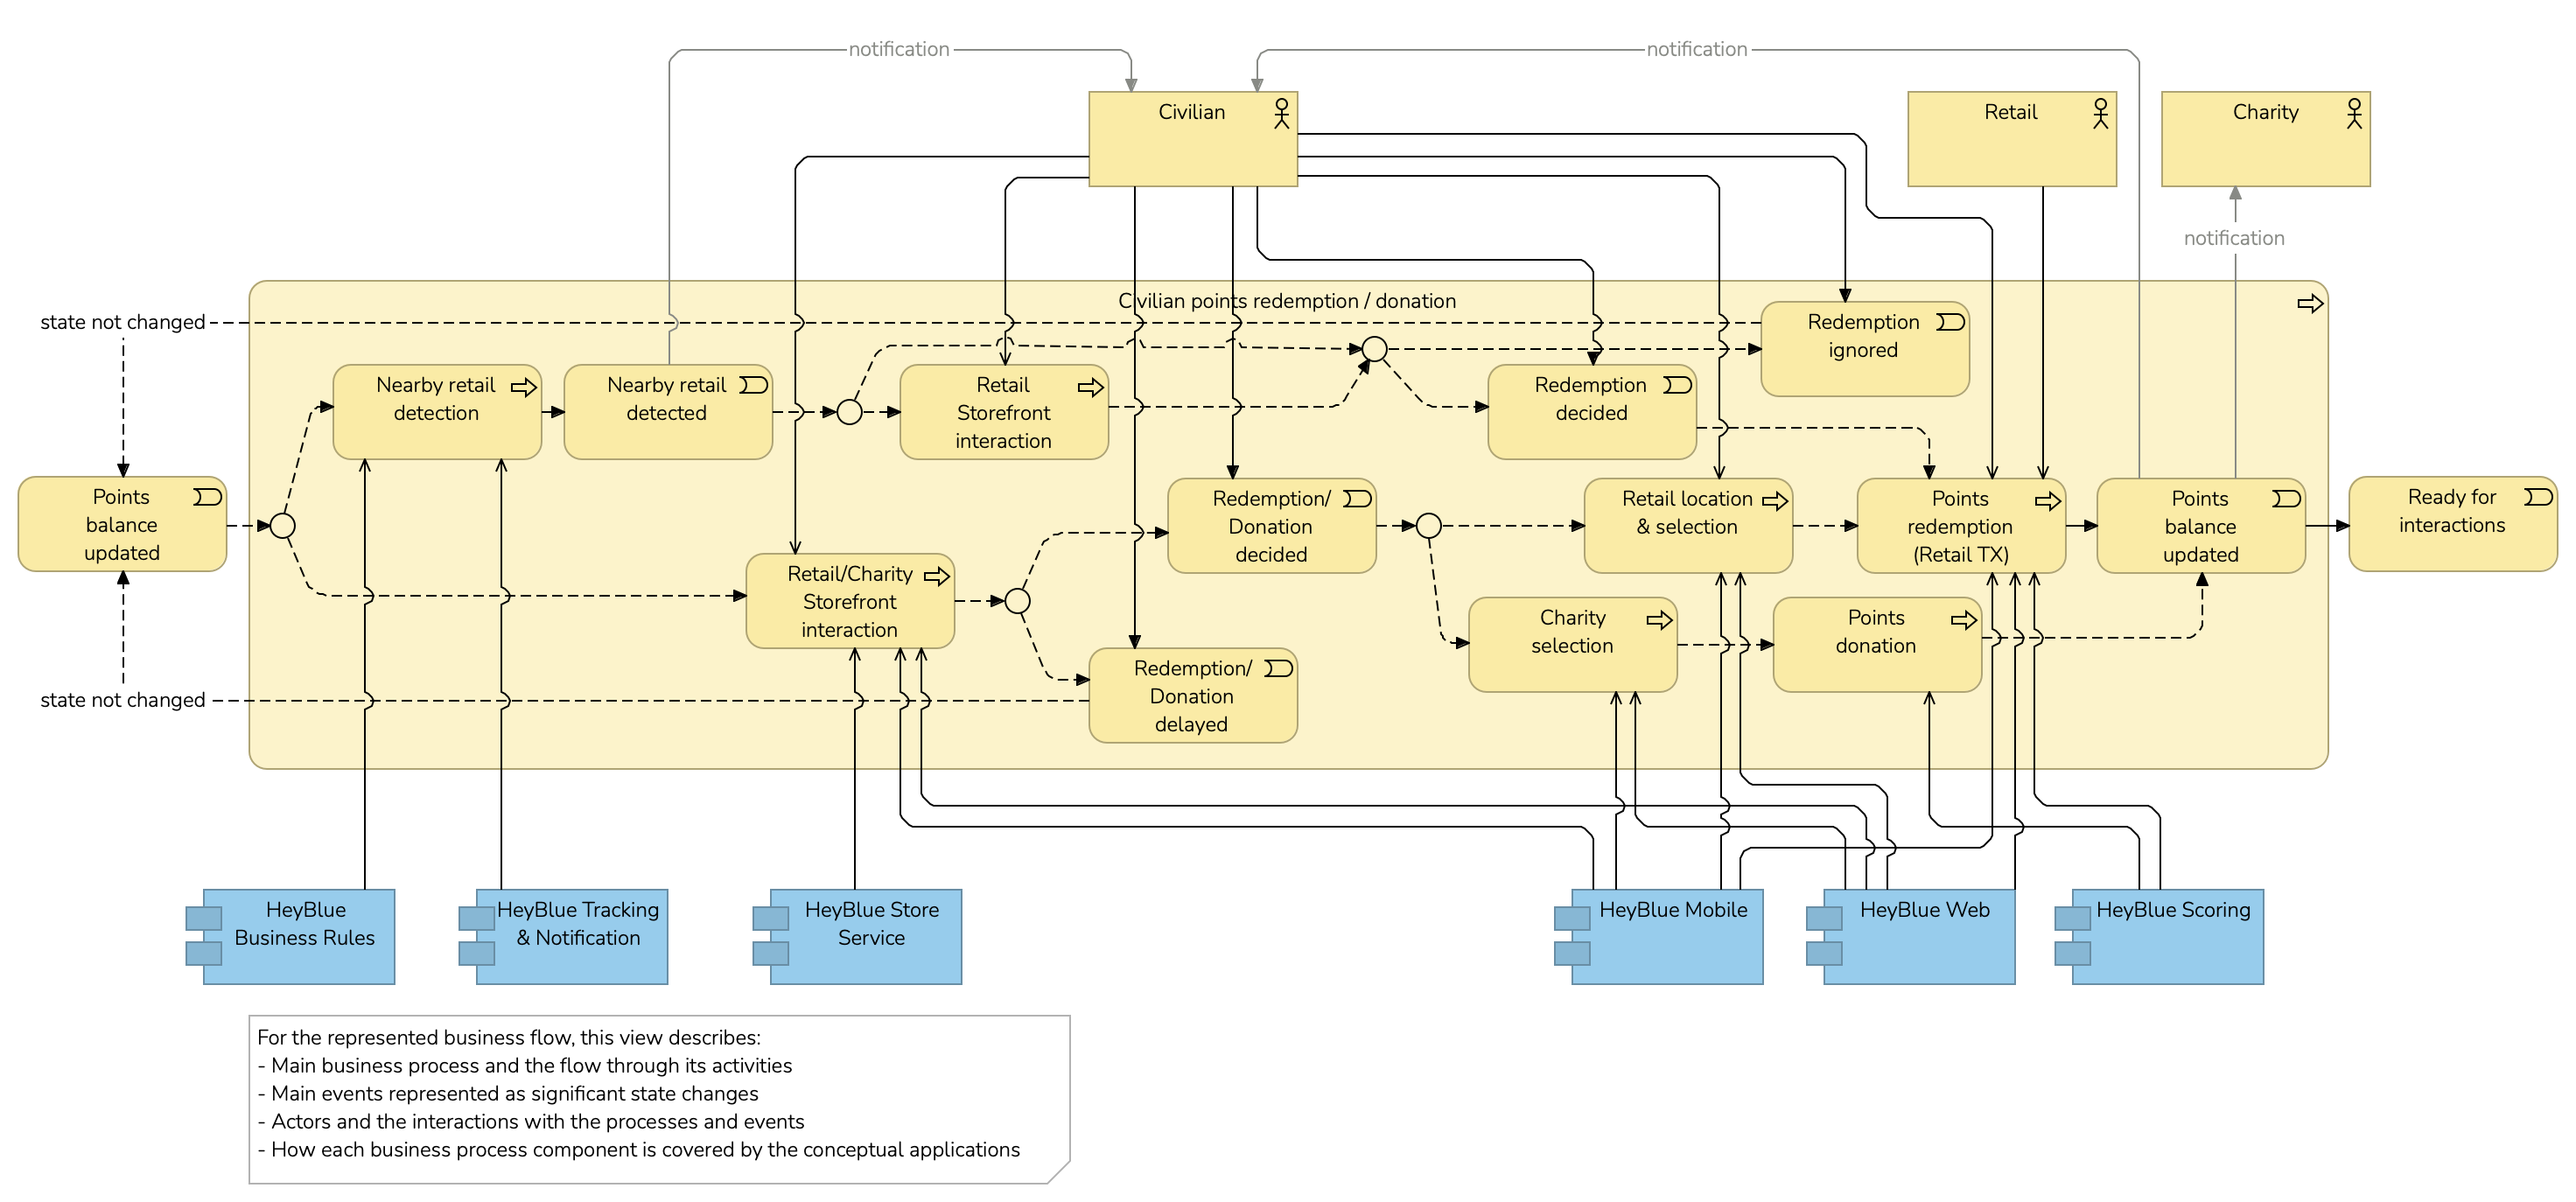 notification
notification
Civilian
Retail
Charity
notification
Civilian points redemption / donation
state not changed
Redemption
ignored
Nearby retail
detection
Nearby retail
detected
Retail
Storefront
interaction
Redemption
decided
Points
balance
updated
Redemption/
Donation
decided
Retail location
& selection
Points
redemption
(Retail TX)
Points
balance
updated
Ready for
interactions
Retail/Charity
Storefront
interaction
Charity
selection
Points
donation
Redemption/
Donation
delayed
state not changed
HeyBlue
Business Rules
HeyBlue Tracking
& Notification
HeyBlue Store
Service
HeyBlue Mobile
HeyBlue Web
HeyBlue Scoring
For the represented business flow, this view describes:
- Main business process and the flow through its activities
- Main events represented as significant state changes
- Actors and the interactions with the processes and events
- How each business process component is covered by the conceptual applications